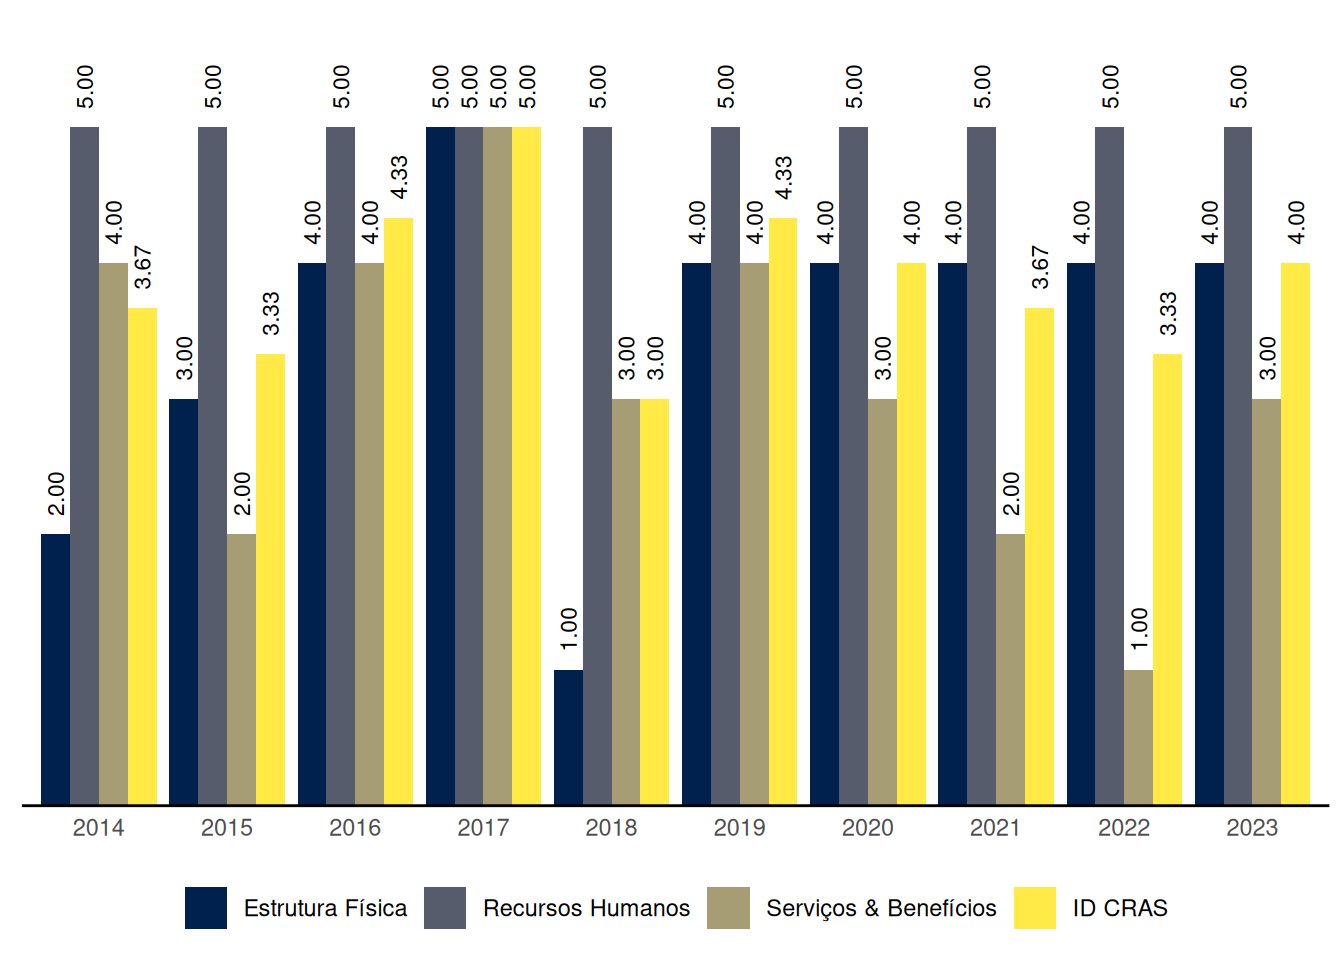 5.00 5.00 5.00 5.00 5.00 5.00 5.00 5.00 5.00 5.00 5.00 5.00 5.00
4.33 4.33
4.00 4.00 4.00 4.00 4.00 4.00 4.00 4.00 4.00 4.00 4.00
3.67 3.67
3.33 3.33
3.00 3.00 3.00 3.00 3.00
2.00 2.00 2.00
1.00 1.00
2014 2015 2016 2017 2018 2019 2020 2021 2022 2023
Estrutura Física Recursos Humanos Serviços & Benefícios ID CRAS